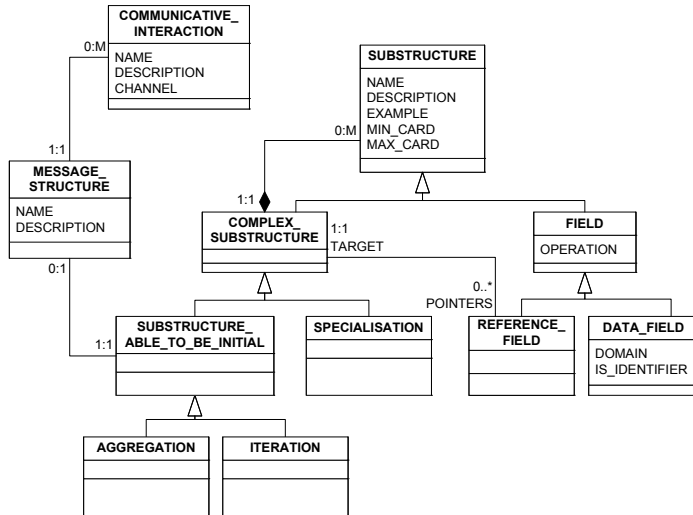 COMMUNICATIVE_
INTERACTION
NAME
DESCRIPTION
CHANNEL
0:M
1:1
MESSAGE_
STRUCTURE
NAME
DESCRIPTION
0:1
1:1
SUBSTRUCTURE
NAME
DESCRIPTION
EXAMPLE
MIN_CARD
MAX_CARD
0:M
1:1
COMPLEX_
SUBSTRUCTURE
1:1
TARGET
FIELD
OPERATION
0..*
POINTERS
SUBSTRUCTURE_
ABLE_TO_BE_INITIAL
SPECIALISATION
REFERENCE_
FIELD
DATA_FIELD
DOMAIN
IS_IDENTIFIER
AGGREGATION
ITERATION